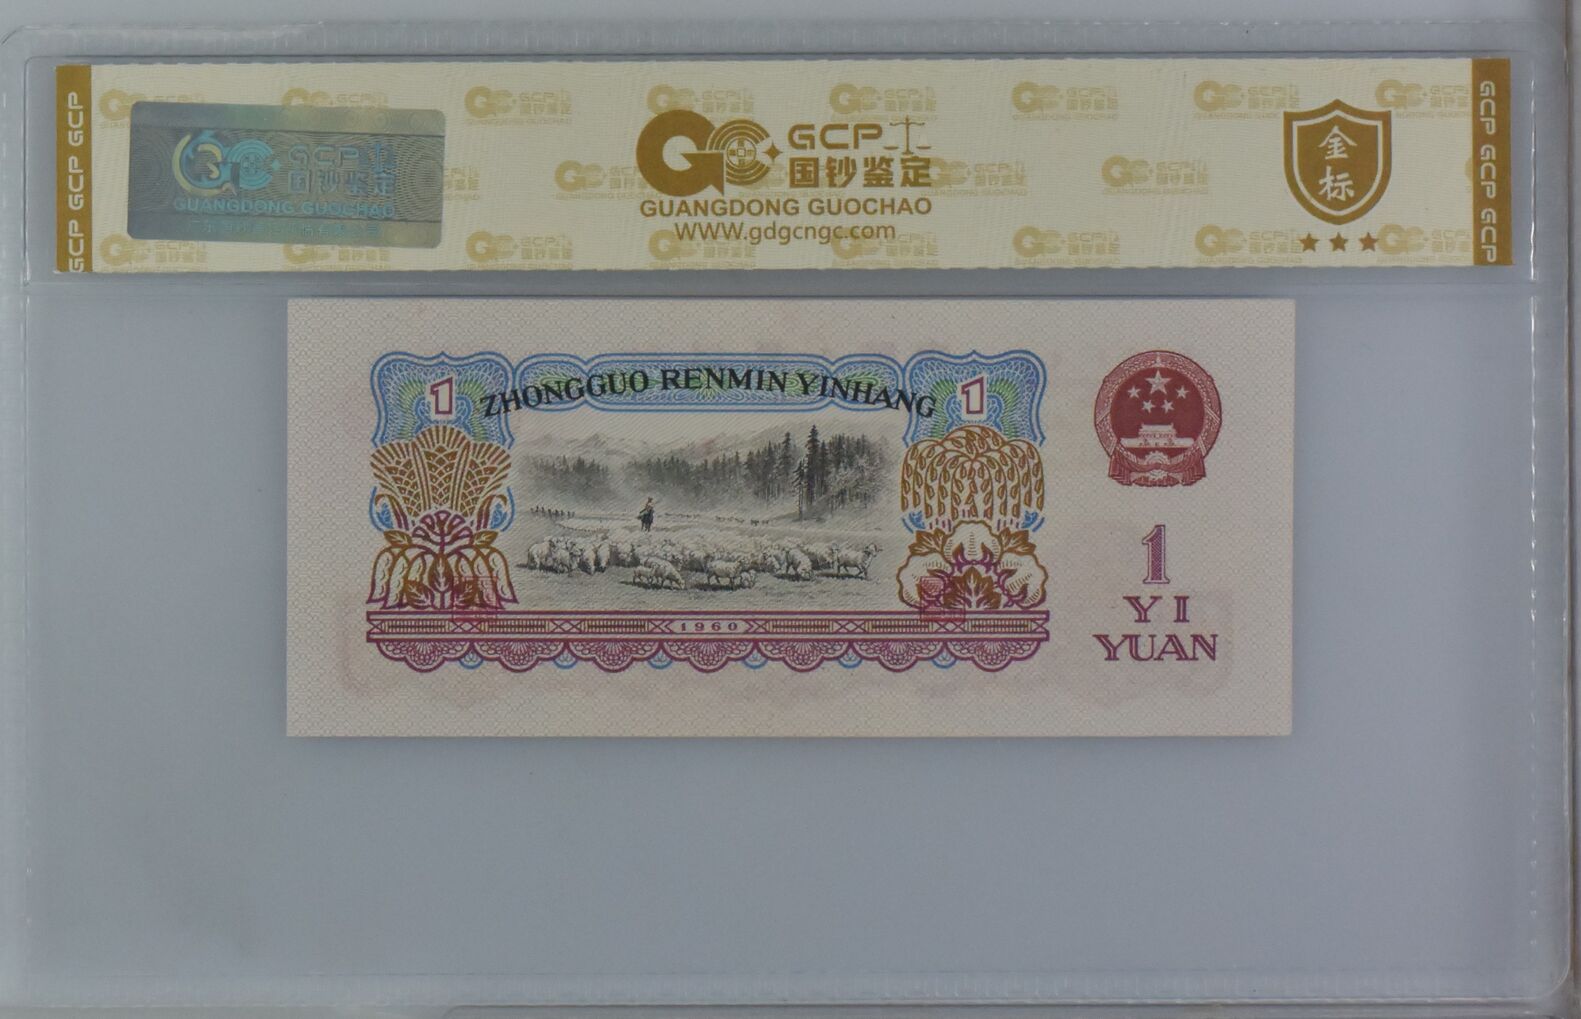 GCP GCP GCP
GCP
国钞鉴定
GUANGDONG GUOCHAO
GCP
国钞鉴定
GUANGDONG GUOCHAO
WWW.gdgcngc.com
金标
GCP GCP GCP
1 ZHONGGUO RENMIN YINHANG 1
1960
1
YI
YUAN